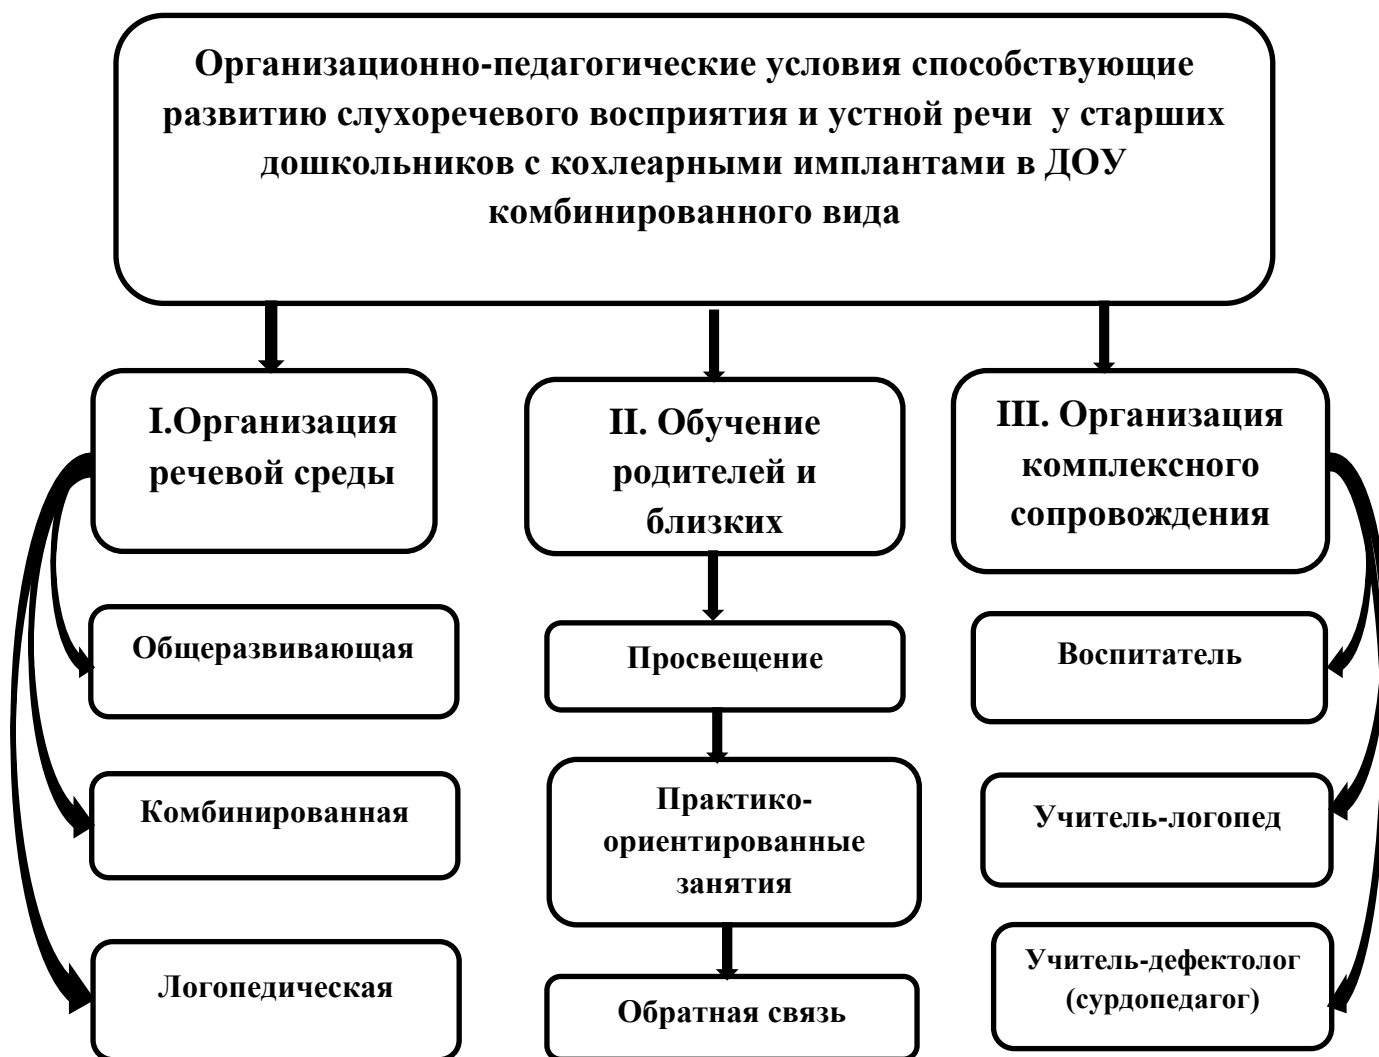 Организационно-педагогические условия способствующие
развитию слухоречевого восприятия и устной речи у старших
дошкольников с кохлеарными имплантами в ДОУ
комбинированного вида
I.Организация
речевой среды
II. Обучение
родителей и
близких
III. Организация
комплексного
сопровождения
Общеразвивающая
Просвещение
Воспитатель
Комбинированная
Практико-
ориентированные
занятия
Учитель-логопед
Логопедическая
Обратная связь
Учитель-дефектолог
(сурдопедагог)